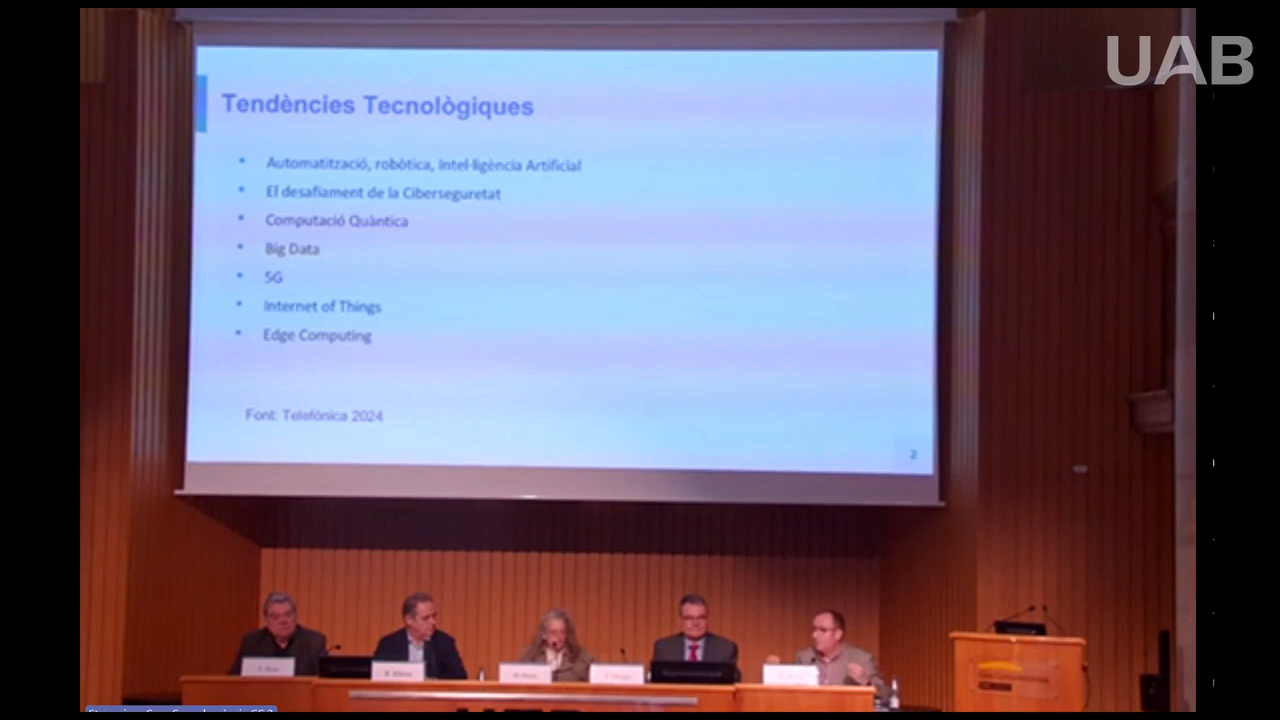 UAB
Tendències Tecnològiques
Automatització, robòtica, Intel·ligència Artificial
El desafiament de la Ciberseguretat
Computació Quàntica
Big Data
5G
Internet of Things
Edge Computing
Font: Telefónica 2024
2